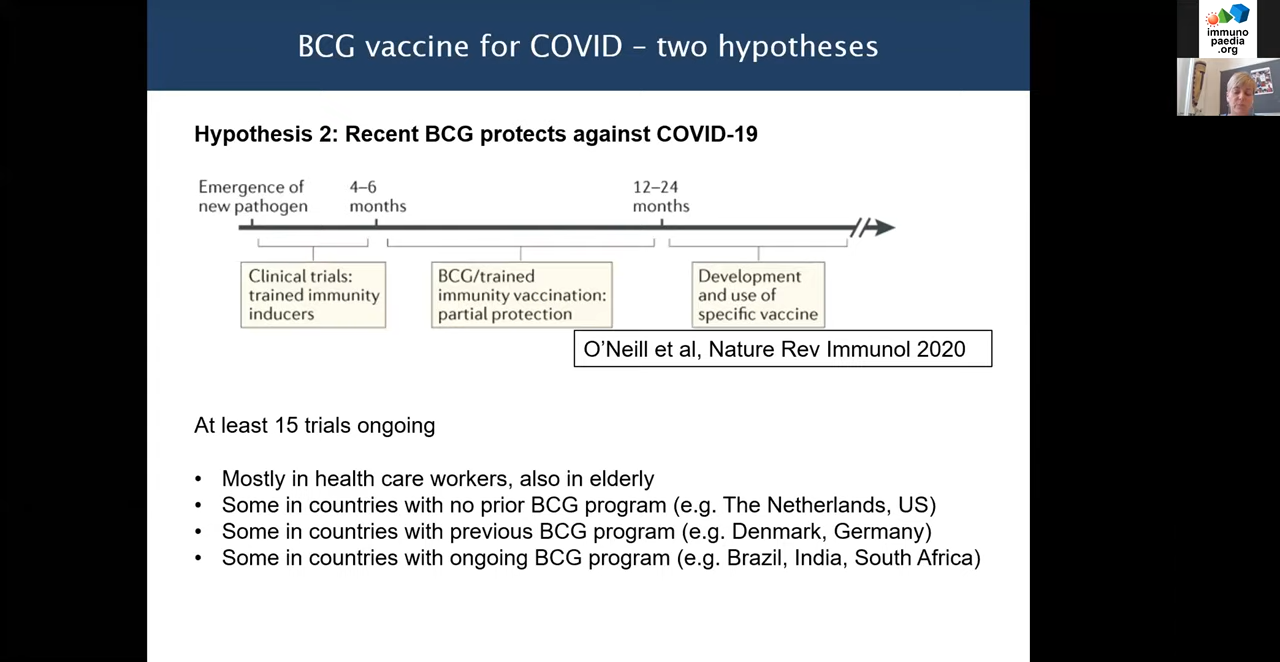 BCG vaccine for COVID – two hypotheses
immuno
paedia
.org
Hypothesis 2: Recent BCG protects against COVID-19
Emergence of
new pathogen
4–6
months
12–24
months
Clinical trials:
trained immunity
inducers
BCG/trained
immunity vaccination:
partial protection
Development
and use of
specific vaccine
O’Neill et al, Nature Rev Immunol 2020
At least 15 trials ongoing
• Mostly in health care workers, also in elderly
• Some in countries with no prior BCG program (e.g. The Netherlands, US)
• Some in countries with previous BCG program (e.g. Denmark, Germany)
• Some in countries with ongoing BCG program (e.g. Brazil, India, South Africa)